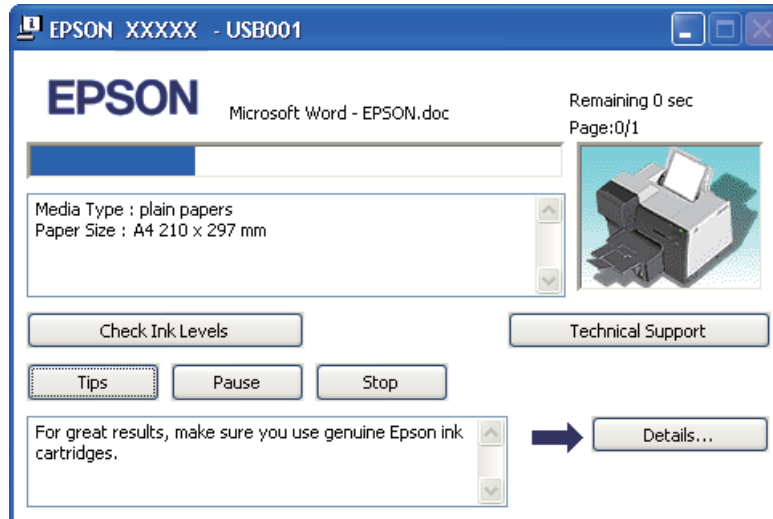 EPSON XXXXX - USB001
EPSON
Microsoft Word - EPSON.doc
Remaining 0 sec
Page:0/1
Media Type : plain papers
Paper Size : A4 210 x 297 mm
Check Ink Levels
Technical Support
Tips
Pause
Stop
For great results, make sure you use genuine Epson ink
cartridges.
Details...